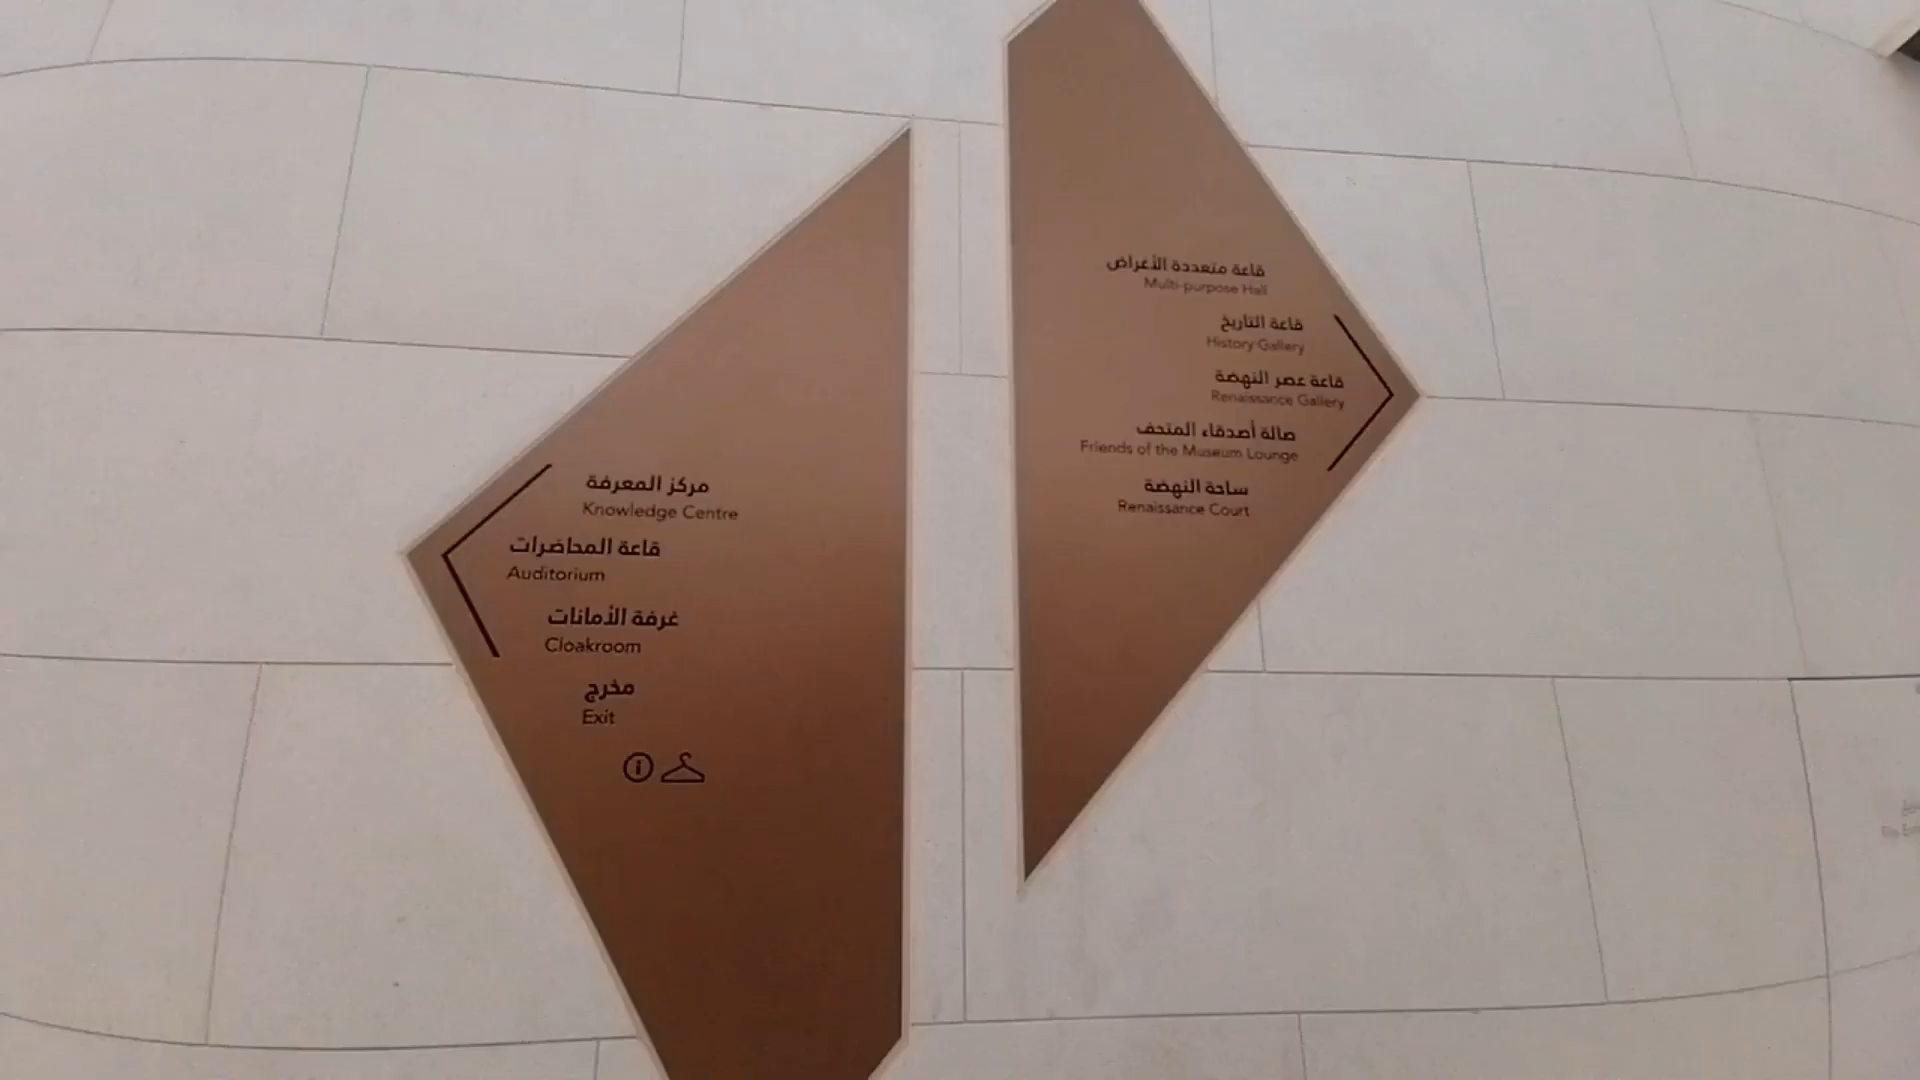 مركز المعرفة
Knowledge Centre
قاعة المحاضرات
Auditorium
غرفة الأمانات
Cloakroom
مخرج
Exit
قاعة متعددة الأغراض
Multi-purpose Hall
قاعة التاريخ
History Gallery
قاعة عصر النهضة
Renaissance Gallery
صالة أصدقاء المتحف
Friends of the Museum Lounge
ساحة النهضة
Renaissance Court